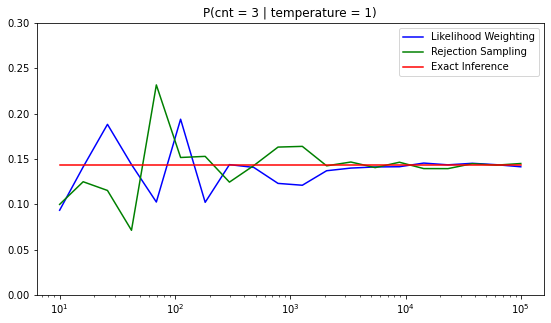 P(cnt = 3 | temperature = 1)
0.30
0.25
0.20
0.15
0.10
0.05
0.00
Likelihood Weighting
Rejection Sampling
Exact Inference
10¹ 10² 10³ 10⁴ 10⁵